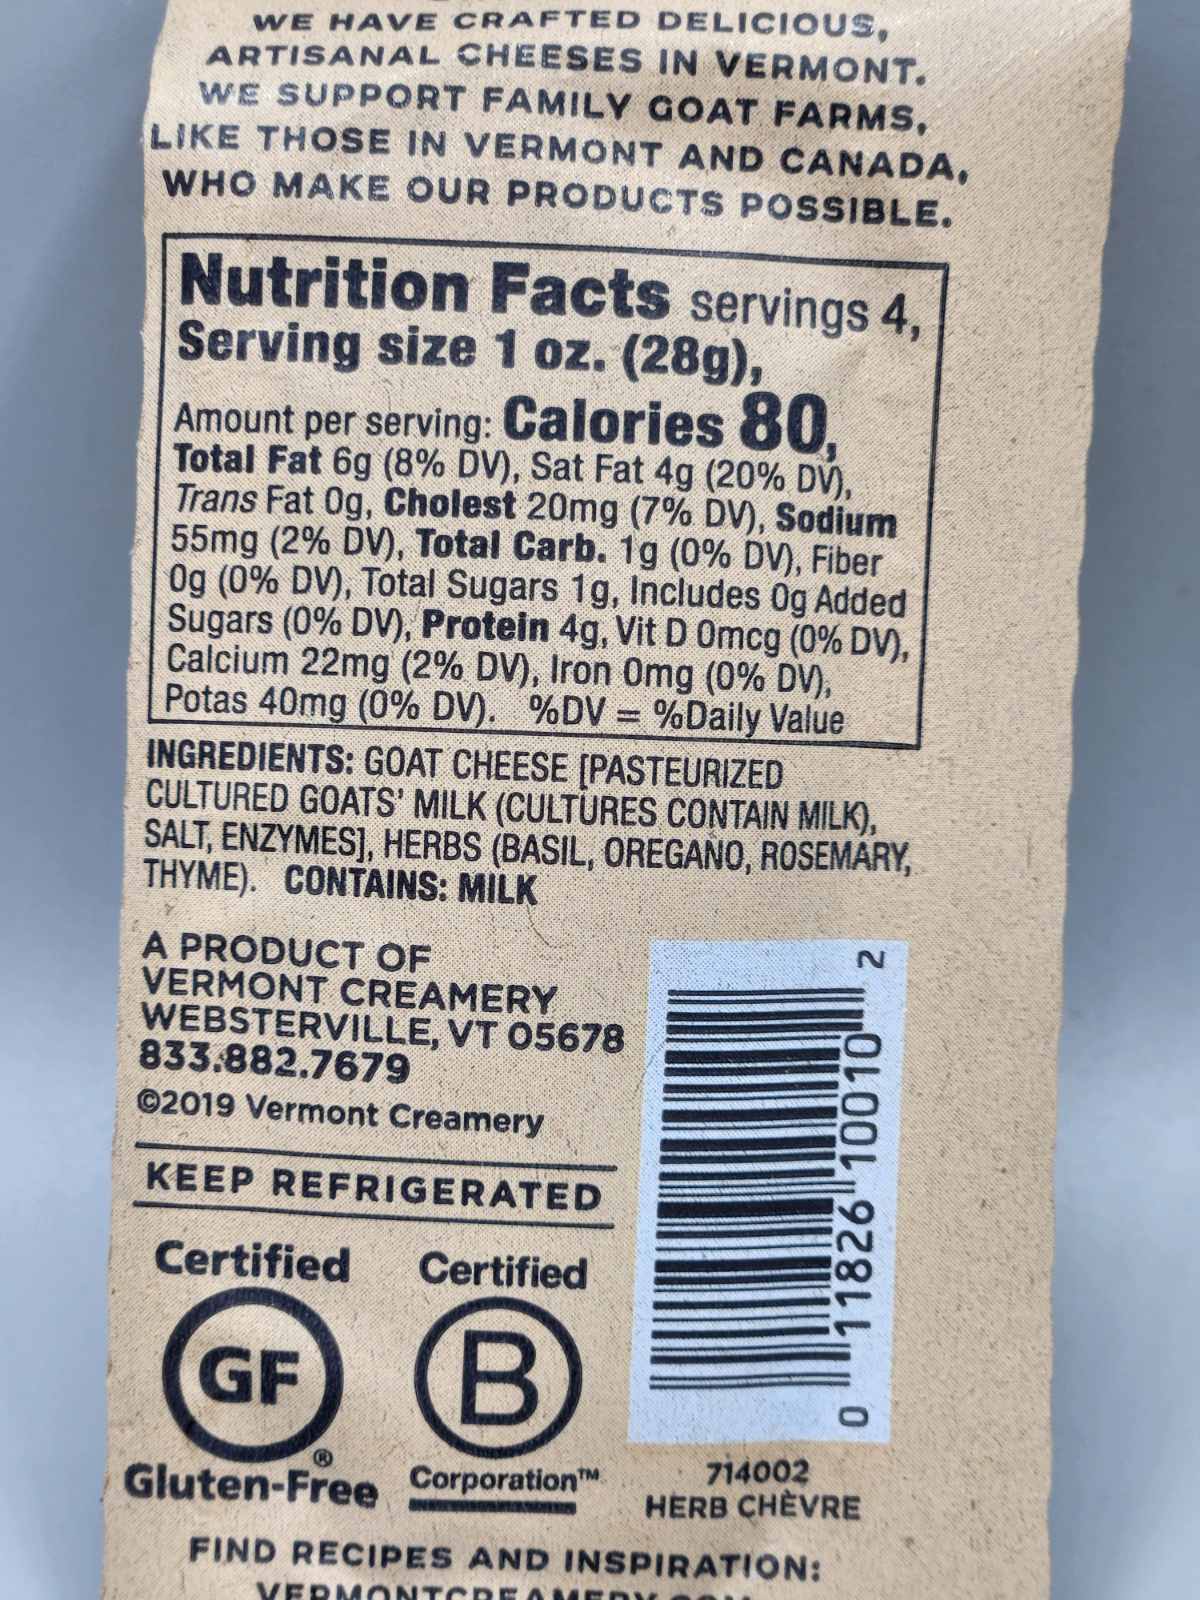 WE HAVE CRAFTED DELICIOUS,
ARTISANAL CHEESES IN VERMONT.
WE SUPPORT FAMILY GOAT FARMS,
LIKE THOSE IN VERMONT AND CANADA,
WHO MAKE OUR PRODUCTS POSSIBLE.
Nutrition Facts servings 4,
Serving size 1 oz. (28g),
Amount per serving: Calories 80,
Total Fat 6g (8% DV), Sat Fat 4g (20% DV),
Trans Fat 0g, Cholest 20mg (7% DV), Sodium
55mg (2% DV), Total Carb. 1g (0% DV), Fiber
0g (0% DV), Total Sugars 1g, Includes 0g Added
Sugars (0% DV), Protein 4g, Vit D 0mcg (0% DV),
Calcium 22mg (2% DV), Iron 0mg (0% DV),
Potas 40mg (0% DV). %DV = %Daily Value
INGREDIENTS: GOAT CHEESE [PASTEURIZED
CULTURED GOATS' MILK (CULTURES CONTAIN MILK),
SALT, ENZYMES], HERBS (BASIL, OREGANO, ROSEMARY,
THYME). CONTAINS: MILK
A PRODUCT OF
VERMONT CREAMERY
WEBSTERVILLE, VT 05678
833.882.7679
©2019 Vermont Creamery
KEEP REFRIGERATED
Certified
GF
®
Gluten-Free
Certified
B
Corporation™
0 11826 10010 2
714002
HERB CHÈVRE
FIND RECIPES AND INSPIRATION:
VERMONTCREAMERY.COM